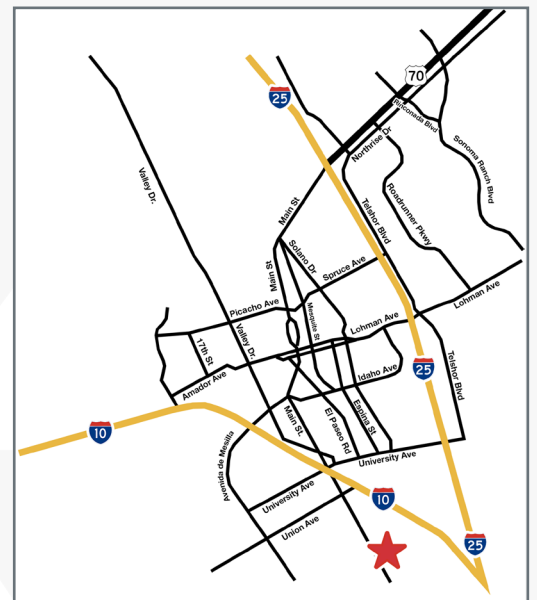 70
25
Rinconada Blvd
Northrise Dr
Sonoma Ranch Blvd
Valley Dr.
Main St
Telshor Blvd
Roadrunner Pkwy
Solano Dr
Main St
Spruce Ave
Lohman Ave
Picacho Ave
Mesquite St
Valley Dr.
Lohman Ave
17th St
Telshor Blvd
25
Idaho Ave
Amador Ave
Main St.
El Paseo Rd
Espina St
10
Avenida de Mesilla
University Ave
University Ave
10
Union Ave
25